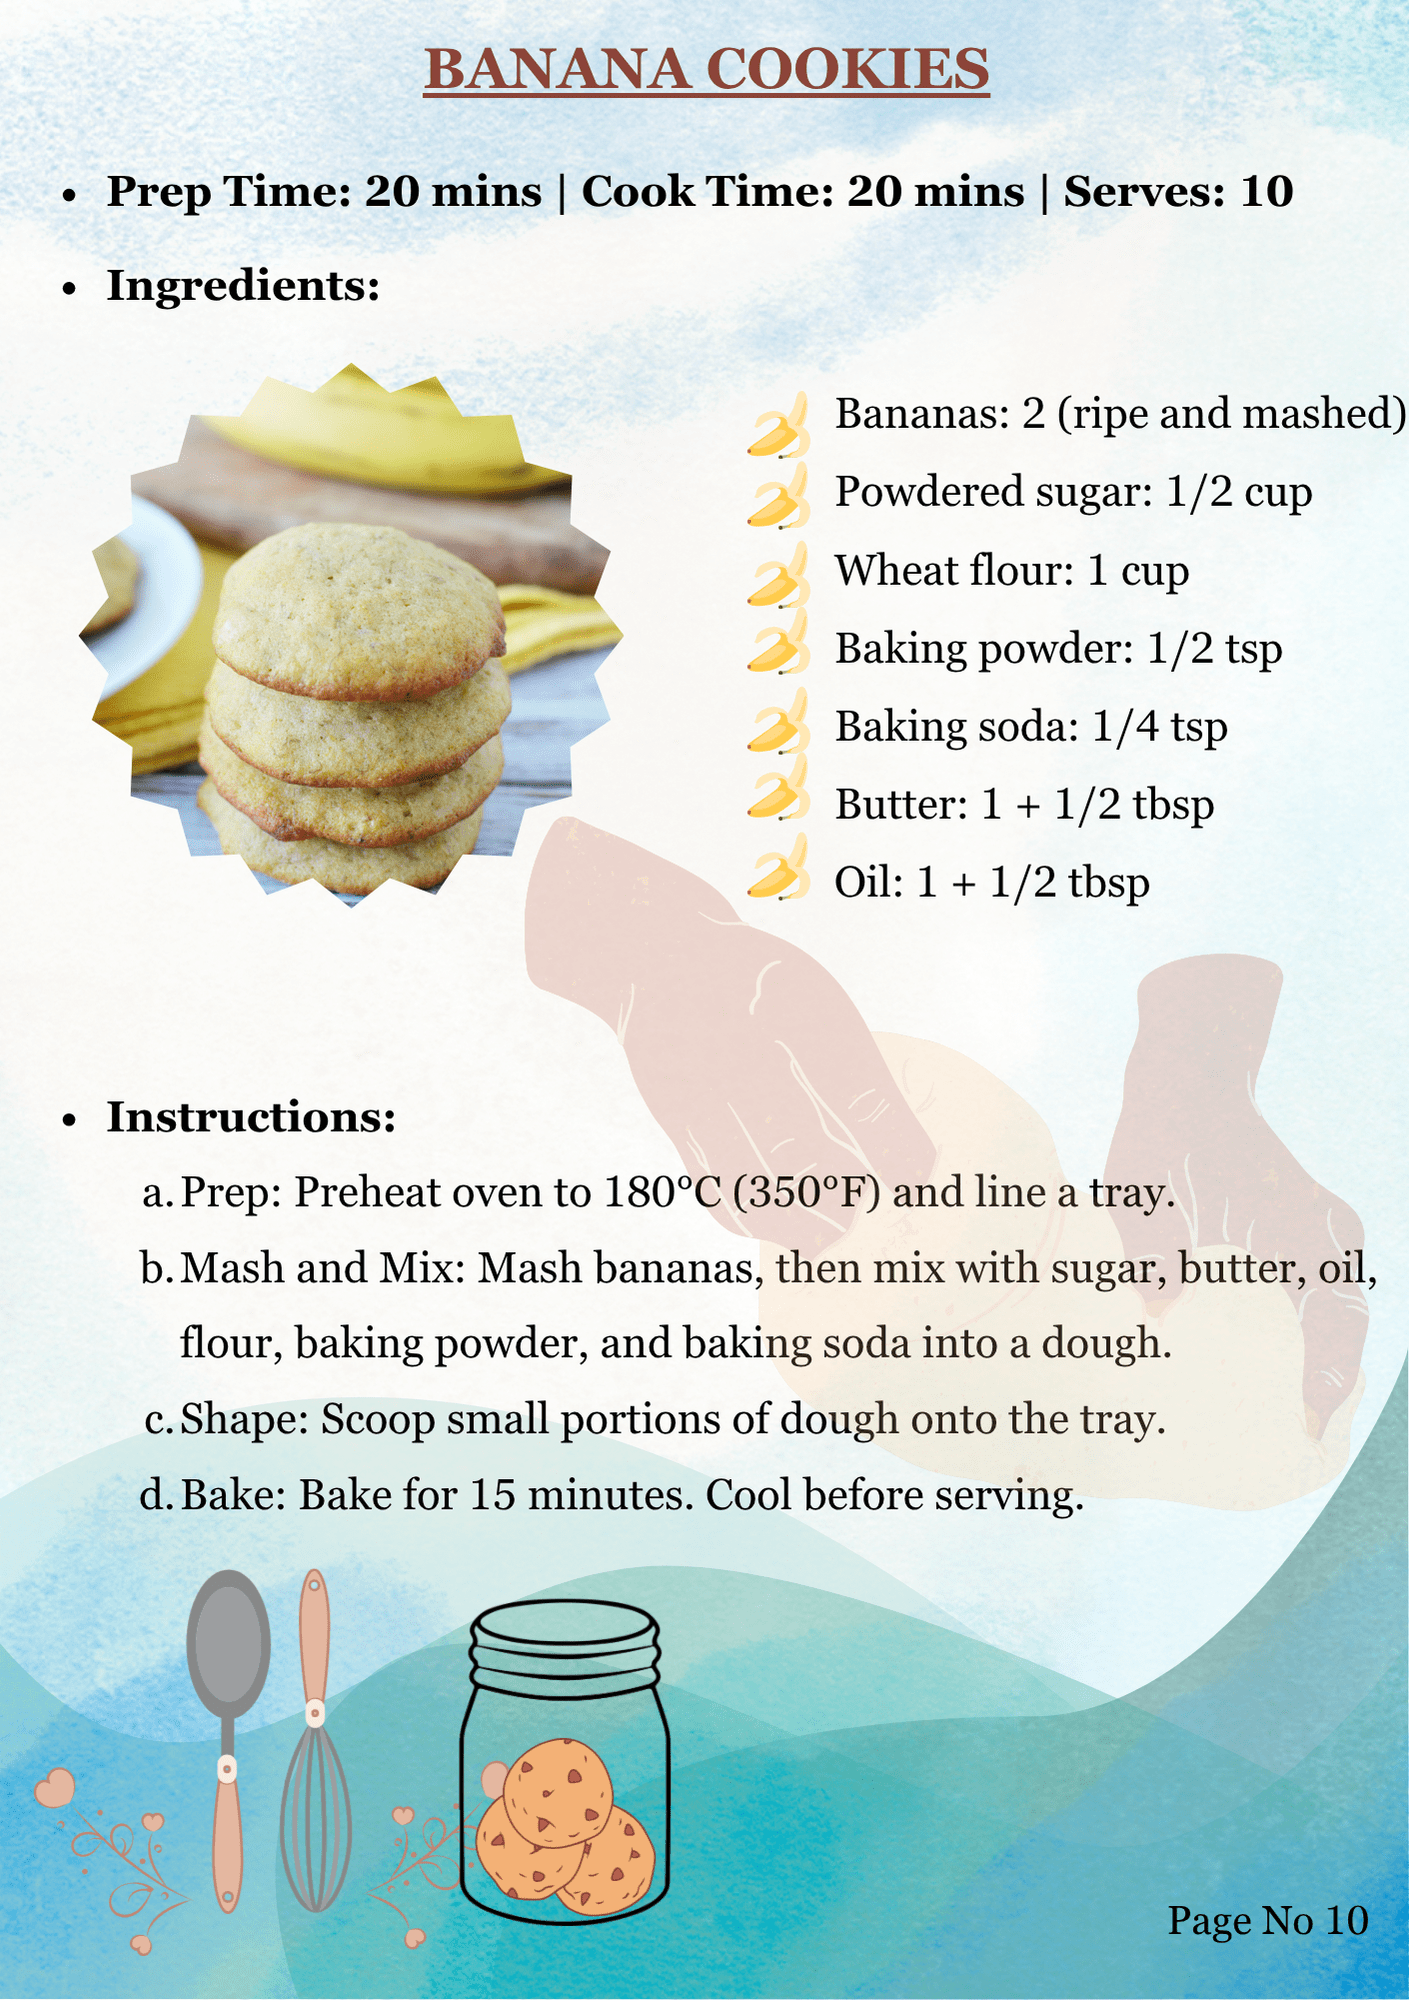 BANANA COOKIES
• Prep Time: 20 mins | Cook Time: 20 mins | Serves: 10
• Ingredients:
Bananas: 2 (ripe and mashed)
Powdered sugar: 1/2 cup
Wheat flour: 1 cup
Baking powder: 1/2 tsp
Baking soda: 1/4 tsp
Butter: 1 + 1/2 tbsp
Oil: 1 + 1/2 tbsp
• Instructions:
a. Prep: Preheat oven to 180°C (350°F) and line a tray.
b. Mash and Mix: Mash bananas, then mix with sugar, butter, oil,
flour, baking powder, and baking soda into a dough.
c. Shape: Scoop small portions of dough onto the tray.
d. Bake: Bake for 15 minutes. Cool before serving.
Page No 10